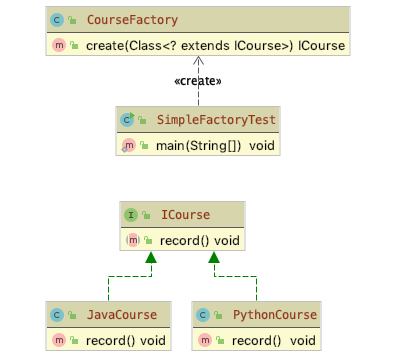 CourseFactory
create(Class<? extends ICourse>) ICourse
«create»
SimpleFactoryTest
main(String[]) void
ICourse
record() void
JavaCourse
record() void
PythonCourse
record() void